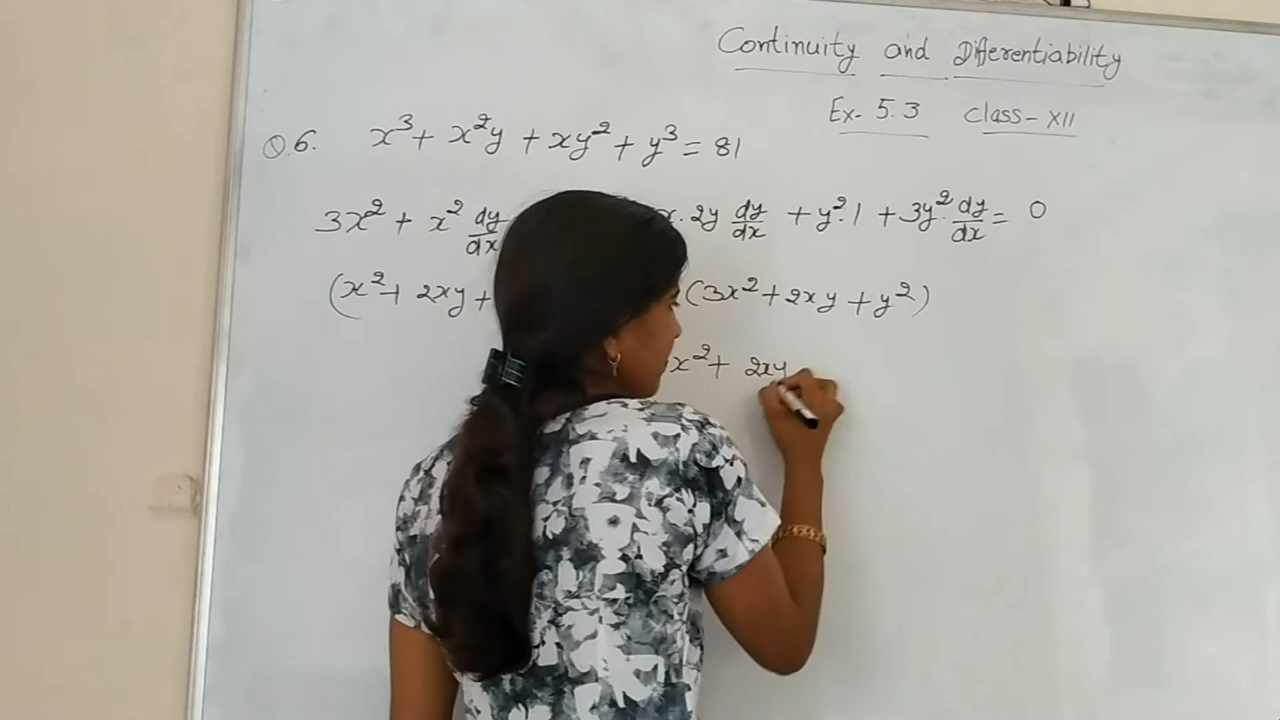 Continuity and Differentiability
Ex- 5.3 Class-XII
Q.6. x³ + x²y + xy² + y³ = 81
3x² + x² dy/dx x. 2y dy/dx + y².1 + 3y². dy/dx = 0
(x² + 2xy + (3x² + 2xy + y²)
x² + 2xy